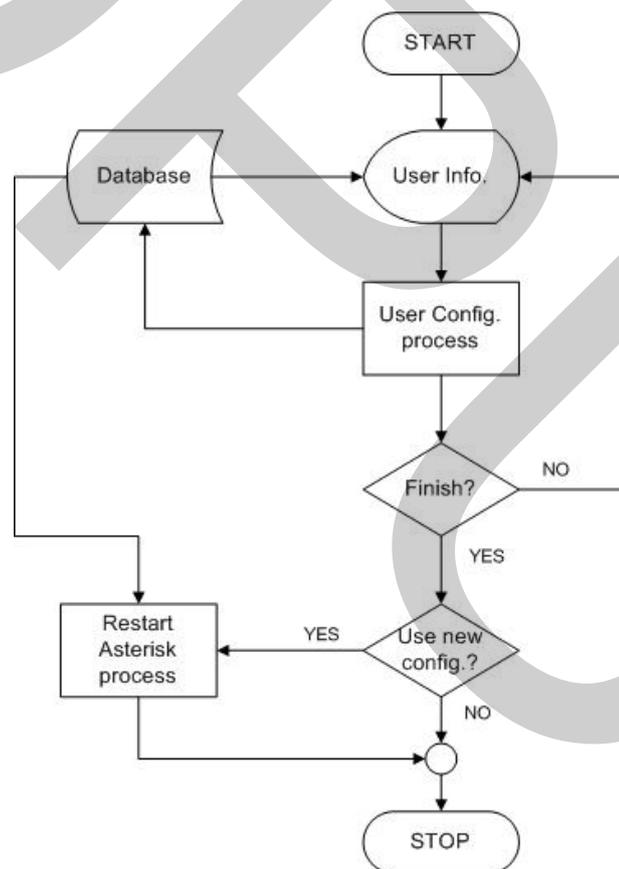 START
Database
User Info.
User Config.
process
Finish?
NO
YES
Restart
Asterisk
process
YES
Use new
config.?
NO
STOP